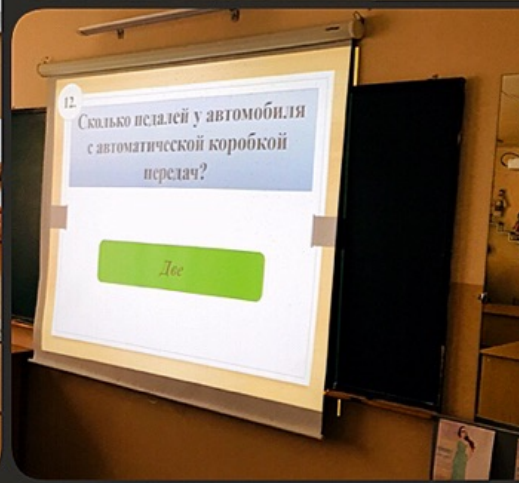 12.
Сколько педалей у автомобиля
с автоматической коробкой
передач?
Две